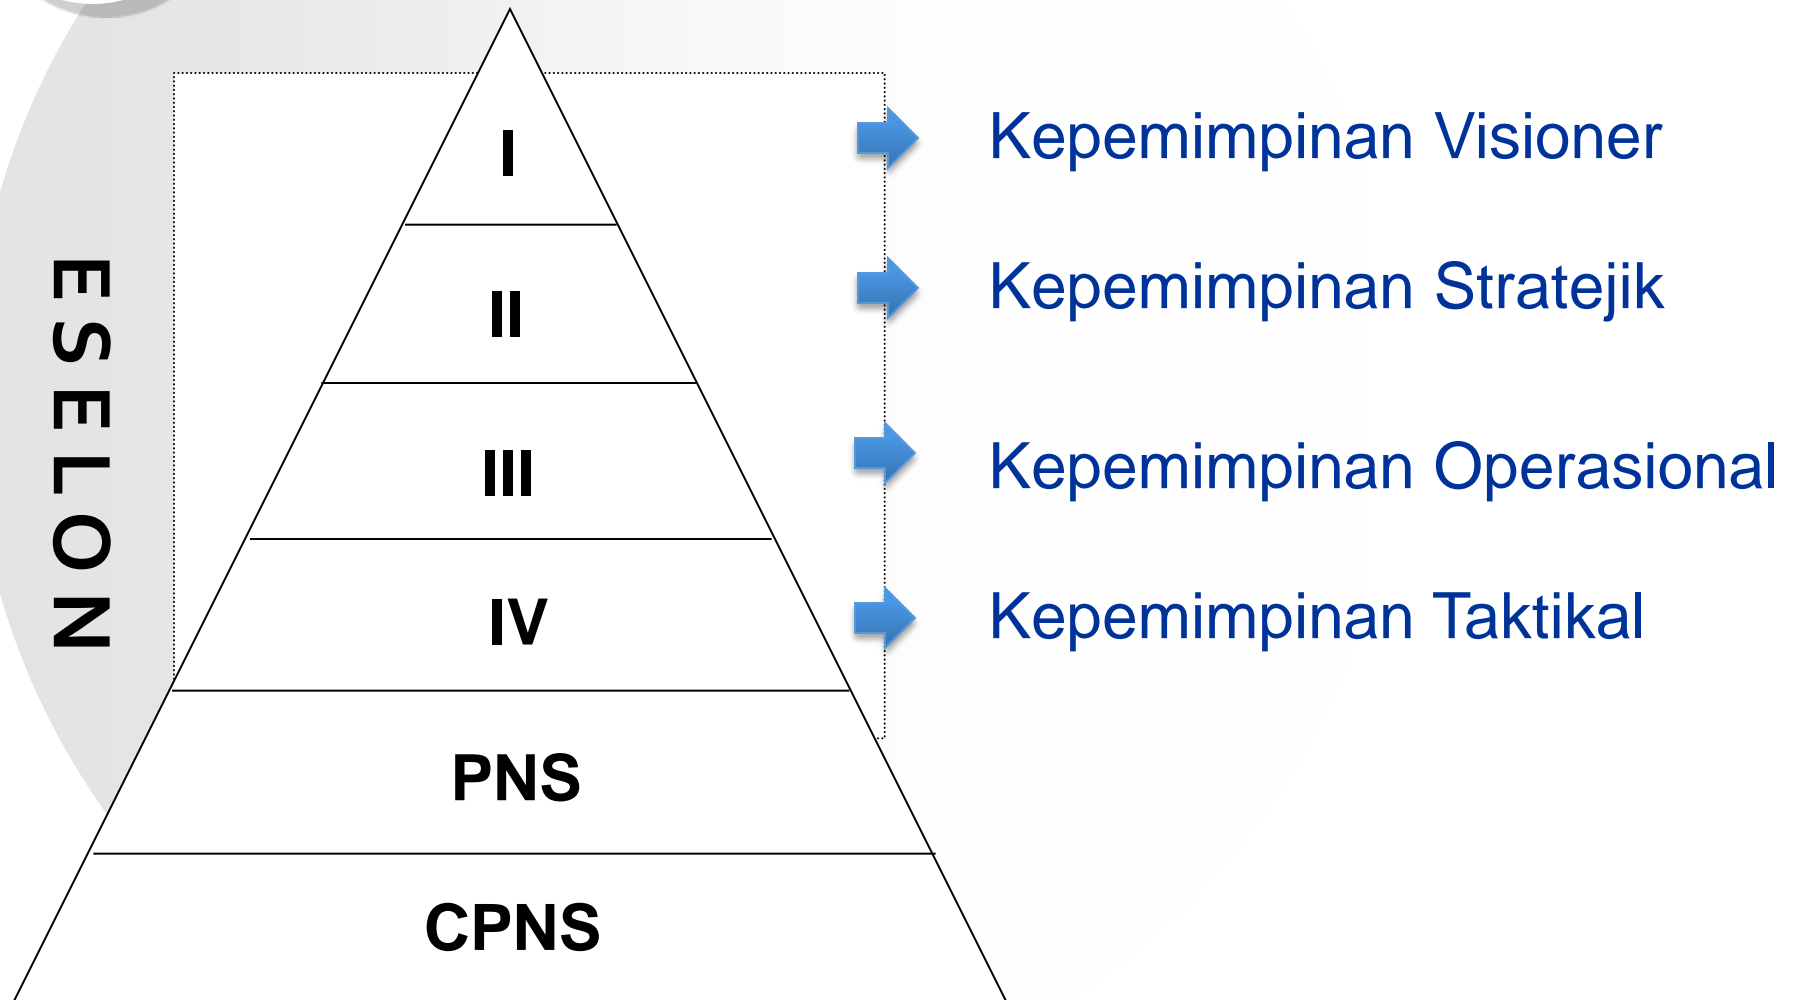 ESELON
I
Kepemimpinan Visioner
II
Kepemimpinan Stratejik
III
Kepemimpinan Operasional
IV
Kepemimpinan Taktikal
PNS
CPNS